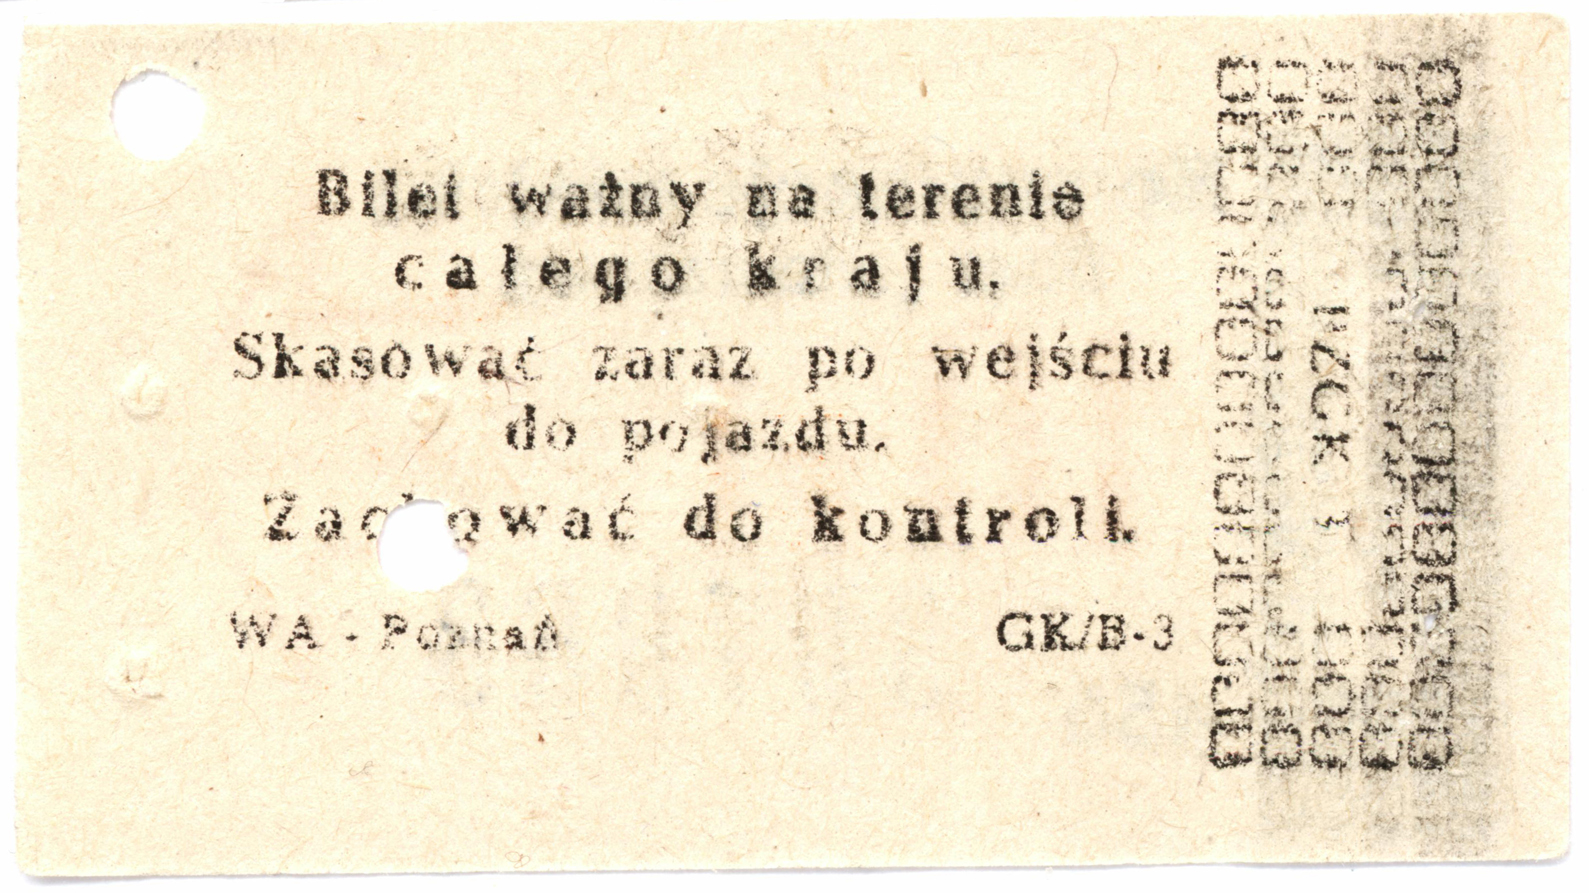 Bilet ważny na terenie
całego kraju.
Skasować zaraz po wejściu
do pojazdu.
Zachować do kontroli.
WA - Poznań
GK/B-3
WZGK